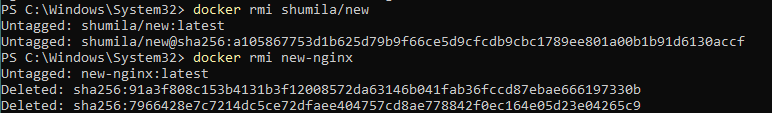 PS C:\Windows\System32> docker rmi shumila/new
Untagged: shumila/new:latest
Untagged: shumila/new@sha256:a105867753d1b625d79b9f66ce5d9cfcdb9cbc1789ee801a00b1b91d6130accf
PS C:\Windows\System32> docker rmi new-nginx
Untagged: new-nginx:latest
Deleted: sha256:91a3f808c153b4131b3f12008572da63146b041fab36fccd87ebae666197330b
Deleted: sha256:7966428e7c7214dc5ce72dfaee404757cd8ae778842f0ec164e05d23e04265c9